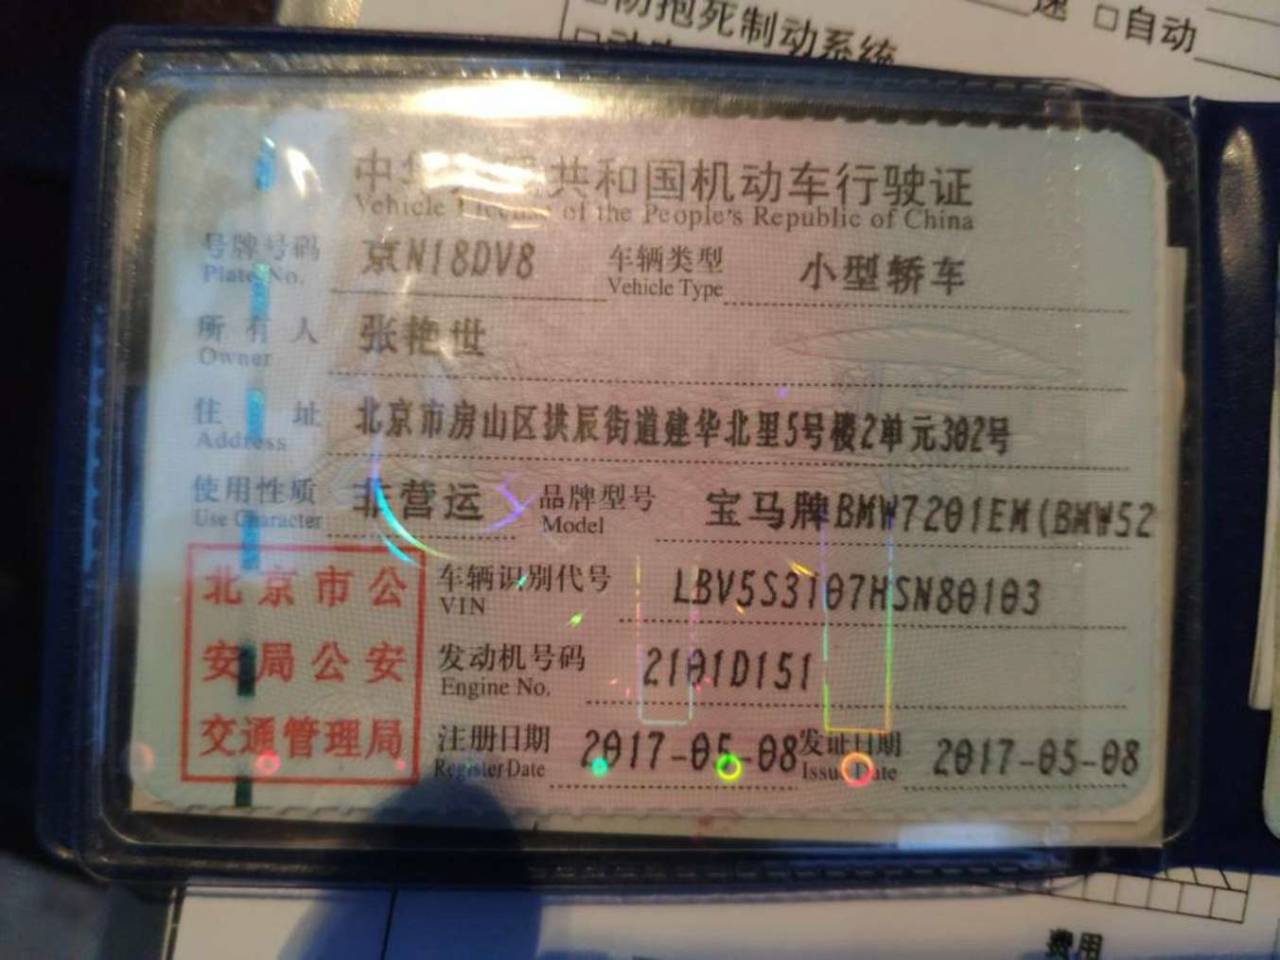 防抱死制动系统
速 □自动
中华人民共和国机动车行驶证
Vehicle License of the People's Republic of China
号牌号码 京N18DV8 车辆类型 小型轿车
Plate No. Vehicle Type
所有人 张艳世
Owner
住址 北京市房山区拱辰街道建华北里5号楼2单元302号
Address
使用性质 非营运 品牌型号 宝马牌BMW7201EM(BMW52
Use Character Model
北京市公
安局公安
交通管理局
车辆识别代号 LBV5S3107HSN80103
VIN
发动机号码 2101D151
Engine No.
注册日期 2017-05-08 发证日期 2017-05-08
Register Date Issue Date
费用